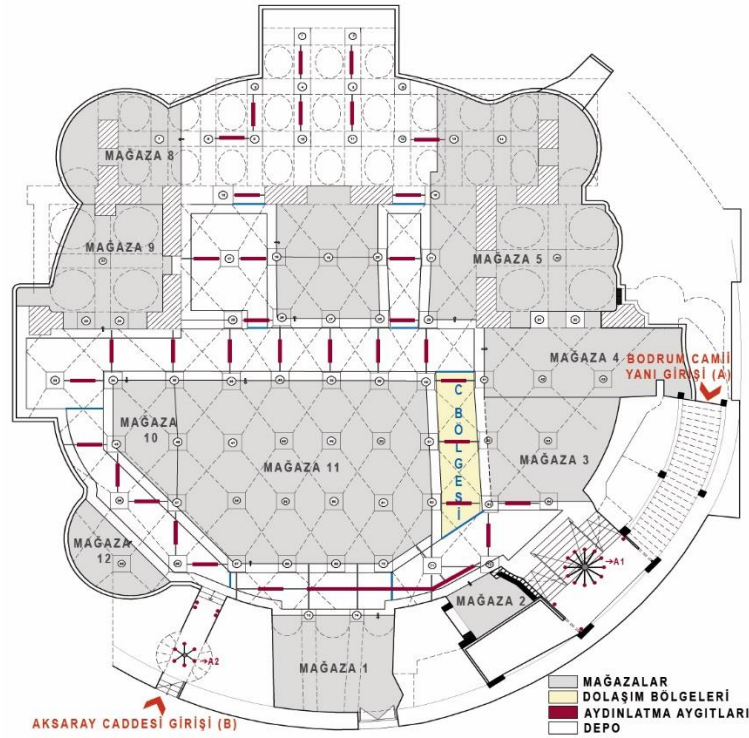 MAĞAZA 8
MAĞAZA 9
MAĞAZA 5
MAĞAZA 4
BODRUM CAMİİ
YANI GİRİŞİ (A)
C BÖLGESİ
MAĞAZA
10
MAĞAZA 11
MAĞAZA 3
MAĞAZA
12
→A1
MAĞAZA 2
→A2
MAĞAZA 1
AKSARAY CADDESİ GİRİŞİ (B)
MAĞAZALAR
DOLAŞIM BÖLGELERİ
AYDINLATMA AYGITLARI
DEPO